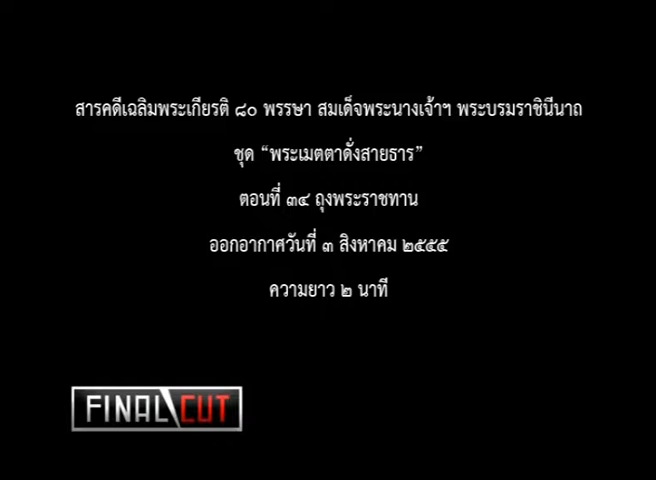 สารคดีเฉลิมพระเกียรติ ๘๐ พรรษา สมเด็จพระนางเจ้าฯ พระบรมราชินีนาถ
ชุด “พระเมตตาดั่งสายธาร”
ตอนที่ ๓๔ ถุงพระราชทาน
ออกอากาศวันที่ ๓ สิงหาคม ๒๕๕๕
ความยาว ๒ นาที
FINAL CUT